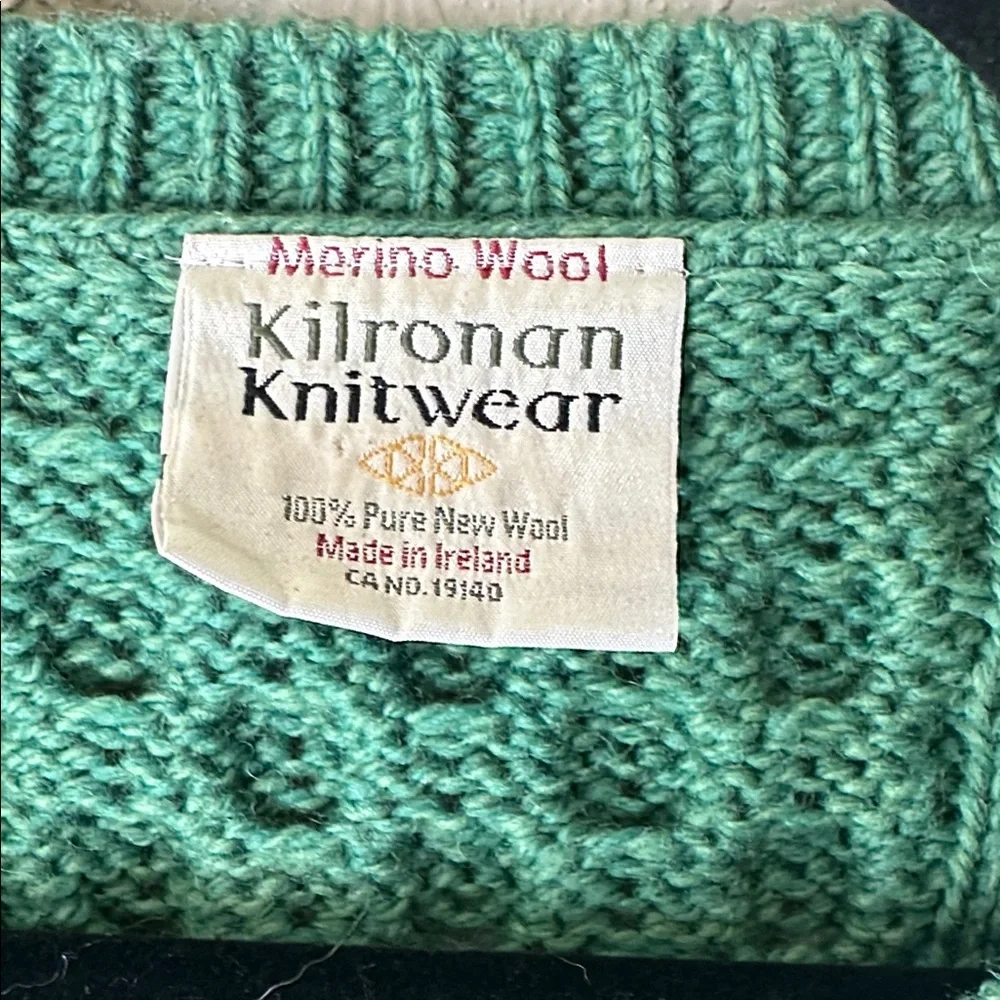 Merino Wool
Kilronan
Knitwear
100% Pure New Wool
Made in Ireland
CA NO. 19140